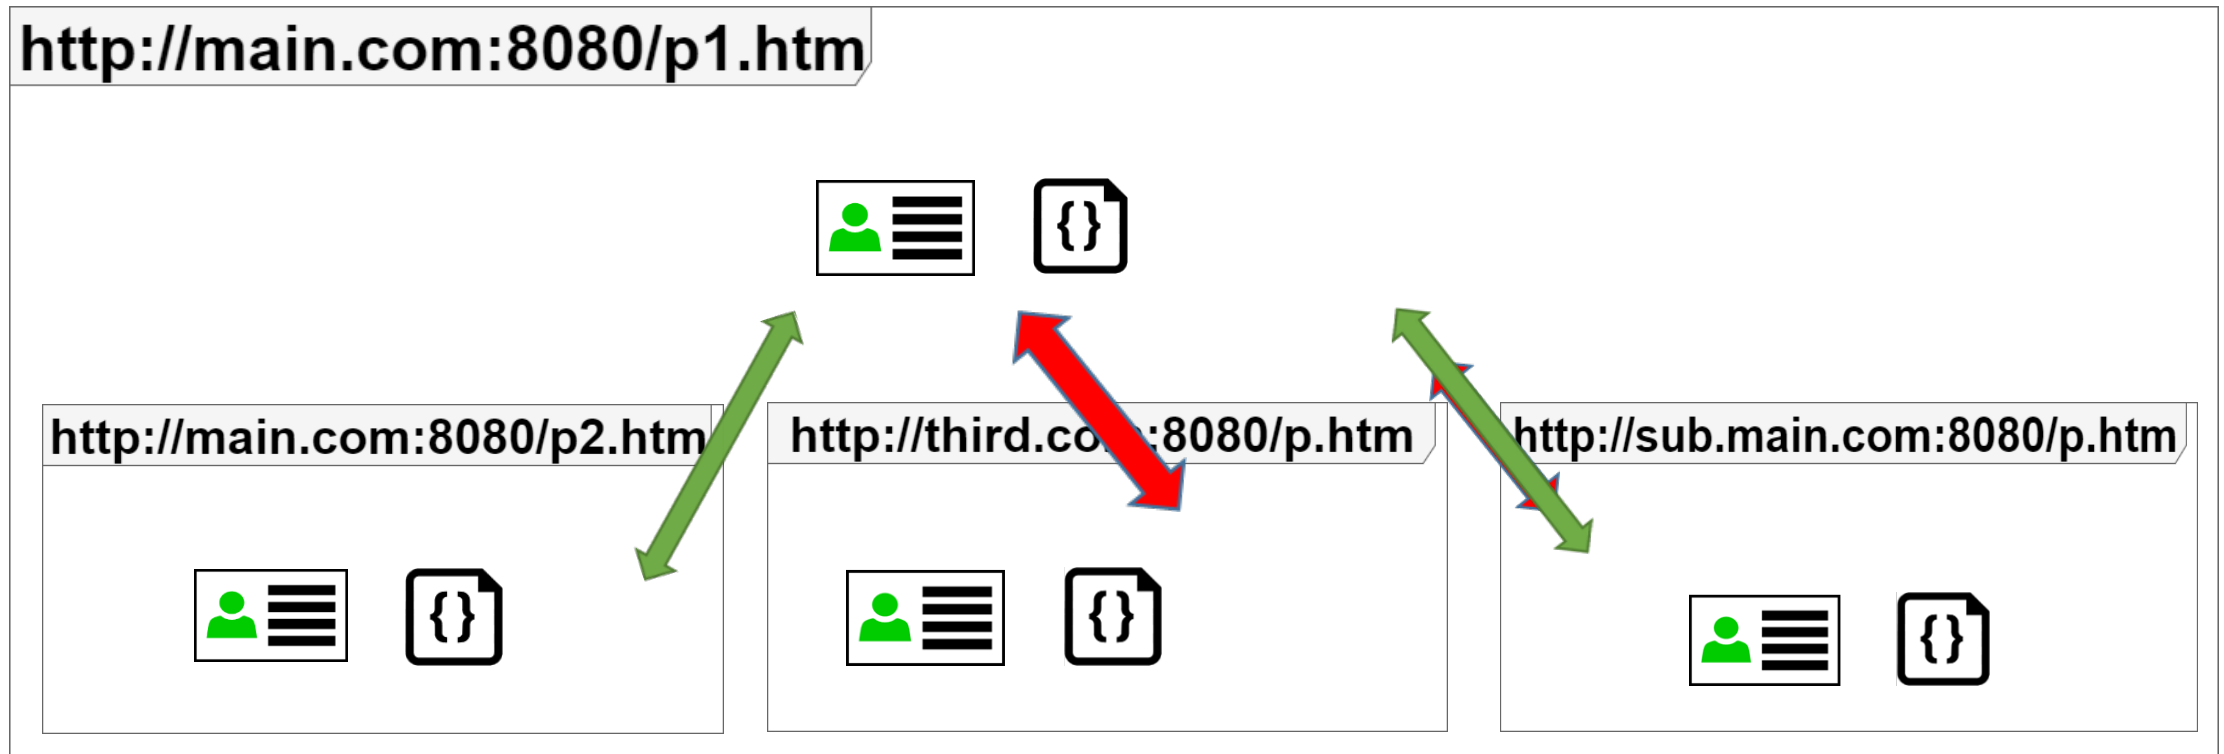 http://main.com:8080/p1.htm
{}
http://main.com:8080/p2.htm
http://third.com:8080/p.htm
http://sub.main.com:8080/p.htm
{}
{}
{}